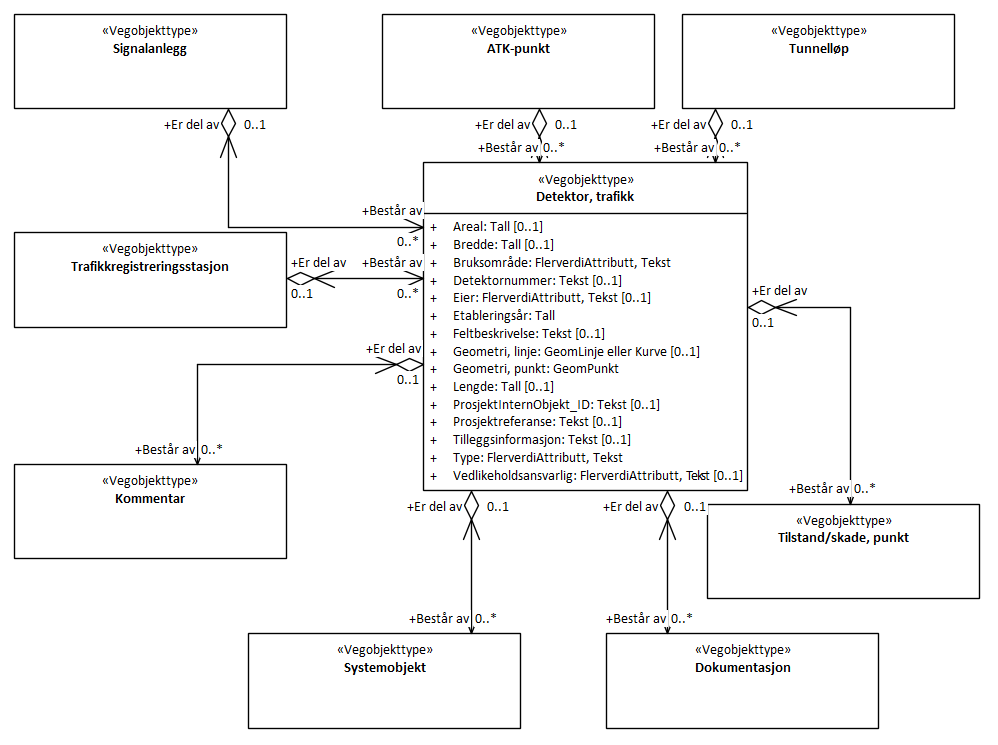 «Vegobjekttype»
Signalanlegg
«Vegobjekttype»
ATK-punkt
«Vegobjekttype»
Tunnelløp
+Er del av 0..1
+Er del av 0..1
+Er del av 0..1
+Består av 0..*
+Består av 0..*
«Vegobjekttype»
Detektor, trafikk
+Består av
0..*
«Vegobjekttype»
Trafikkregistreringsstasjon
+Er del av
0..1
+Består av
0..*
+ Areal: Tall [0..1]
+ Bredde: Tall [0..1]
+ Bruksområde: FlerverdiAttributt, Tekst
+ Detektornummer: Tekst [0..1]
+ Eier: FlerverdiAttributt, Tekst [0..1]
+ Etableringsår: Tall
+ Feltbeskrivelse: Tekst [0..1]
+ Geometri, linje: GeomLinje eller Kurve [0..1]
+ Geometri, punkt: GeomPunkt
+ Lengde: Tall [0..1]
+ ProsjektInternObjekt_ID: Tekst [0..1]
+ Prosjektreferanse: Tekst [0..1]
+ Tilleggsinformasjon: Tekst [0..1]
+ Type: FlerverdiAttributt, Tekst
+ Vedlikeholdsansvarlig: FlerverdiAttributt, Tekst [0..1]
+Er del av
0..1
+Er del av
0..1
+Består av 0..*
«Vegobjekttype»
Kommentar
+Er del av 0..1
+Er del av 0..1
+Består av 0..*
«Vegobjekttype»
Tilstand/skade, punkt
+Består av 0..*
+Består av 0..*
«Vegobjekttype»
Systemobjekt
«Vegobjekttype»
Dokumentasjon